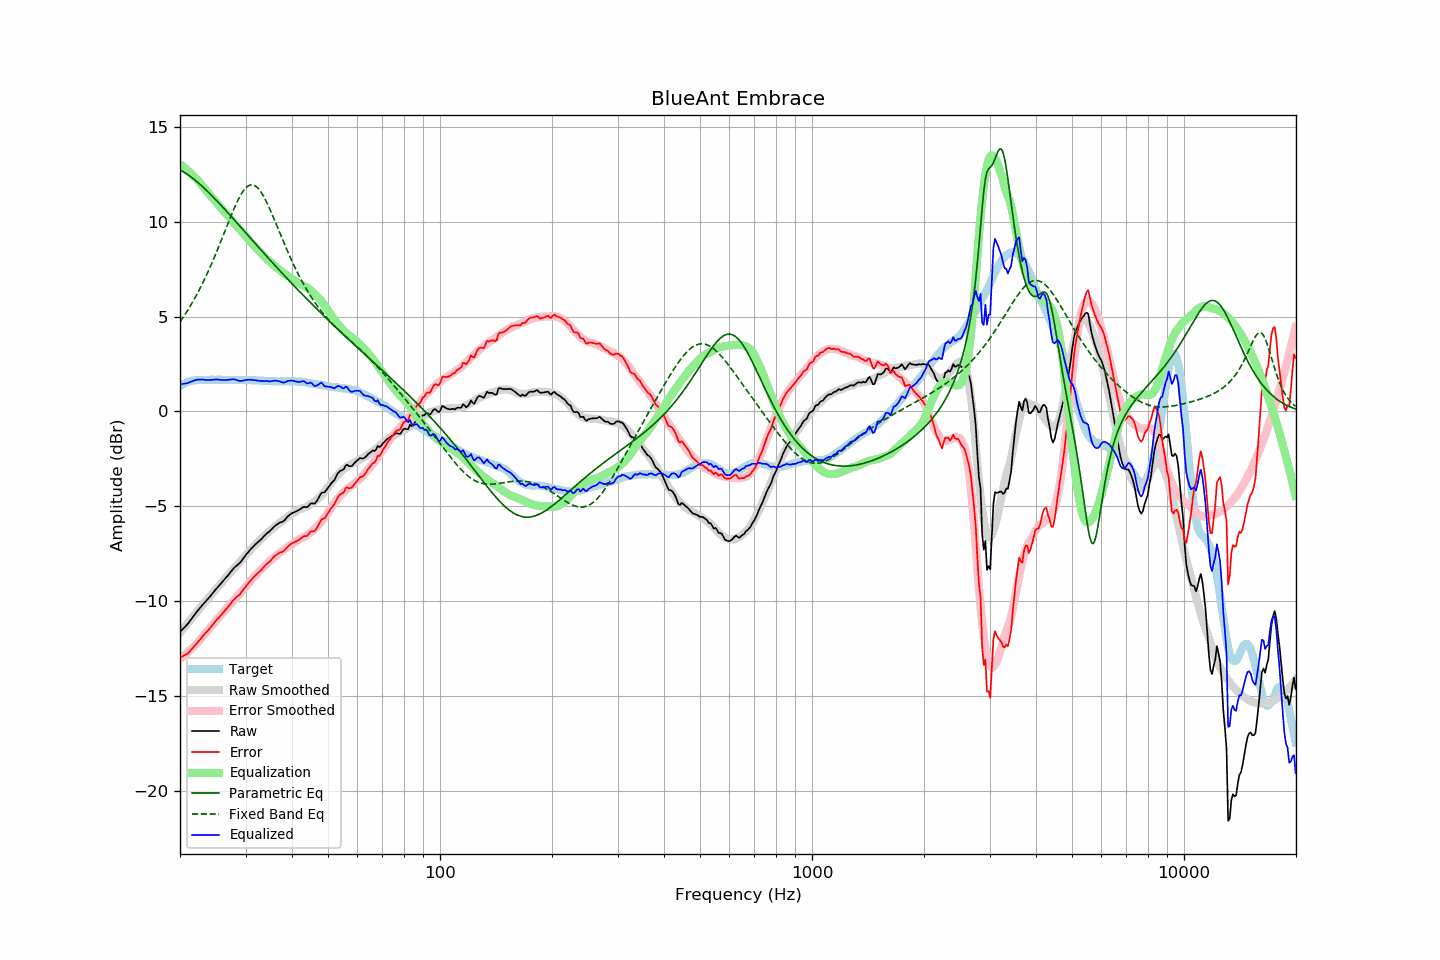 BlueAnt Embrace
Amplitude (dBr)
15
10
5
0
−5
−10
−15
−20
Target
Raw Smoothed
Error Smoothed
Raw
Error
Equalization
Parametric Eq
Fixed Band Eq
Equalized
100
1000
10000
Frequency (Hz)